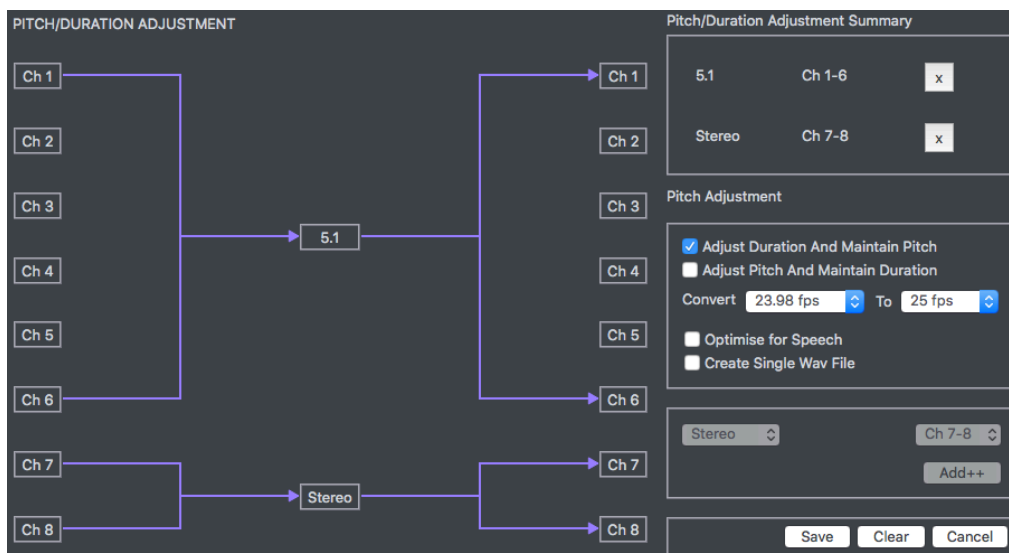 PITCH/DURATION ADJUSTMENT
Ch 1
Ch 2
Ch 3
Ch 4
Ch 5
Ch 6
Ch 7
Ch 8
5.1
Stereo
Ch 1
Ch 2
Ch 3
Ch 4
Ch 5
Ch 6
Ch 7
Ch 8
Pitch/Duration Adjustment Summary
5.1 Ch 1-6 x
Stereo Ch 7-8 x
Pitch Adjustment
Adjust Duration And Maintain Pitch
Adjust Pitch And Maintain Duration
Convert 23.98 fps To 25 fps
Optimise for Speech
Create Single Wav File
Stereo Ch 7-8
Add++
Save Clear Cancel